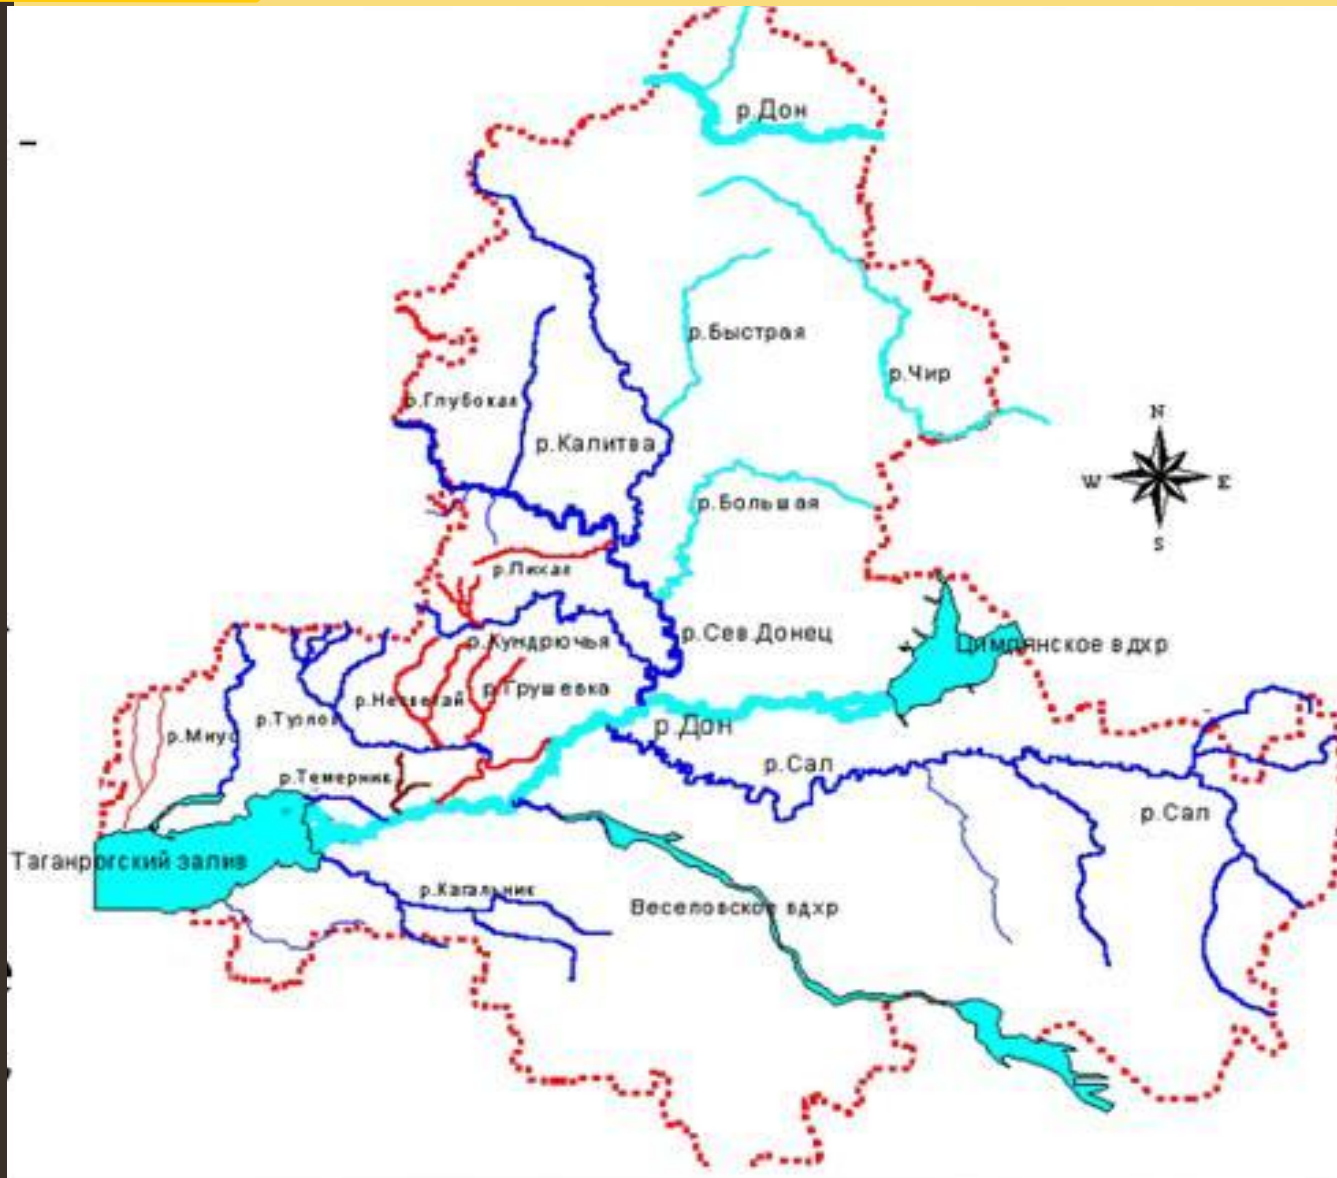 -
р.Дон
р.Быстрая
р.Чир
р.Глубокая
р.Калитва
N
W
E
S
р.Большая
р.Лихая
р.Сев.Донец
р.Кундрючья
Цимлянское вдхр
р.Несветай
р.Грушевка
р.Тузлов
р.Миус
р.Дон
р.Сал
р.Темерник
р.Сал
Таганрогский залив
р.Кагальник
Веселовское вдхр
е